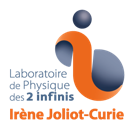 Laboratoire
de Physique
des 2 infinis
Irène Joliot-Curie